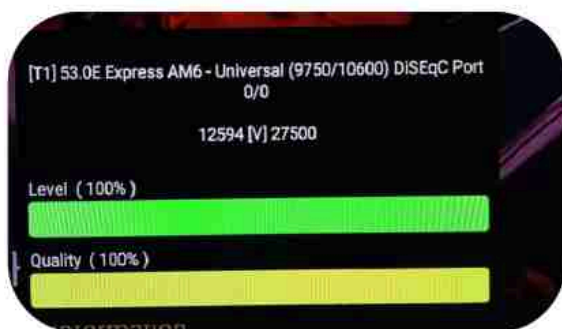 [T1] 53.0E Express AM6 - Universal (9750/10600) DiSEqC Port
0/0
12594 [V] 27500
Level ( 100% )
Quality ( 100% )